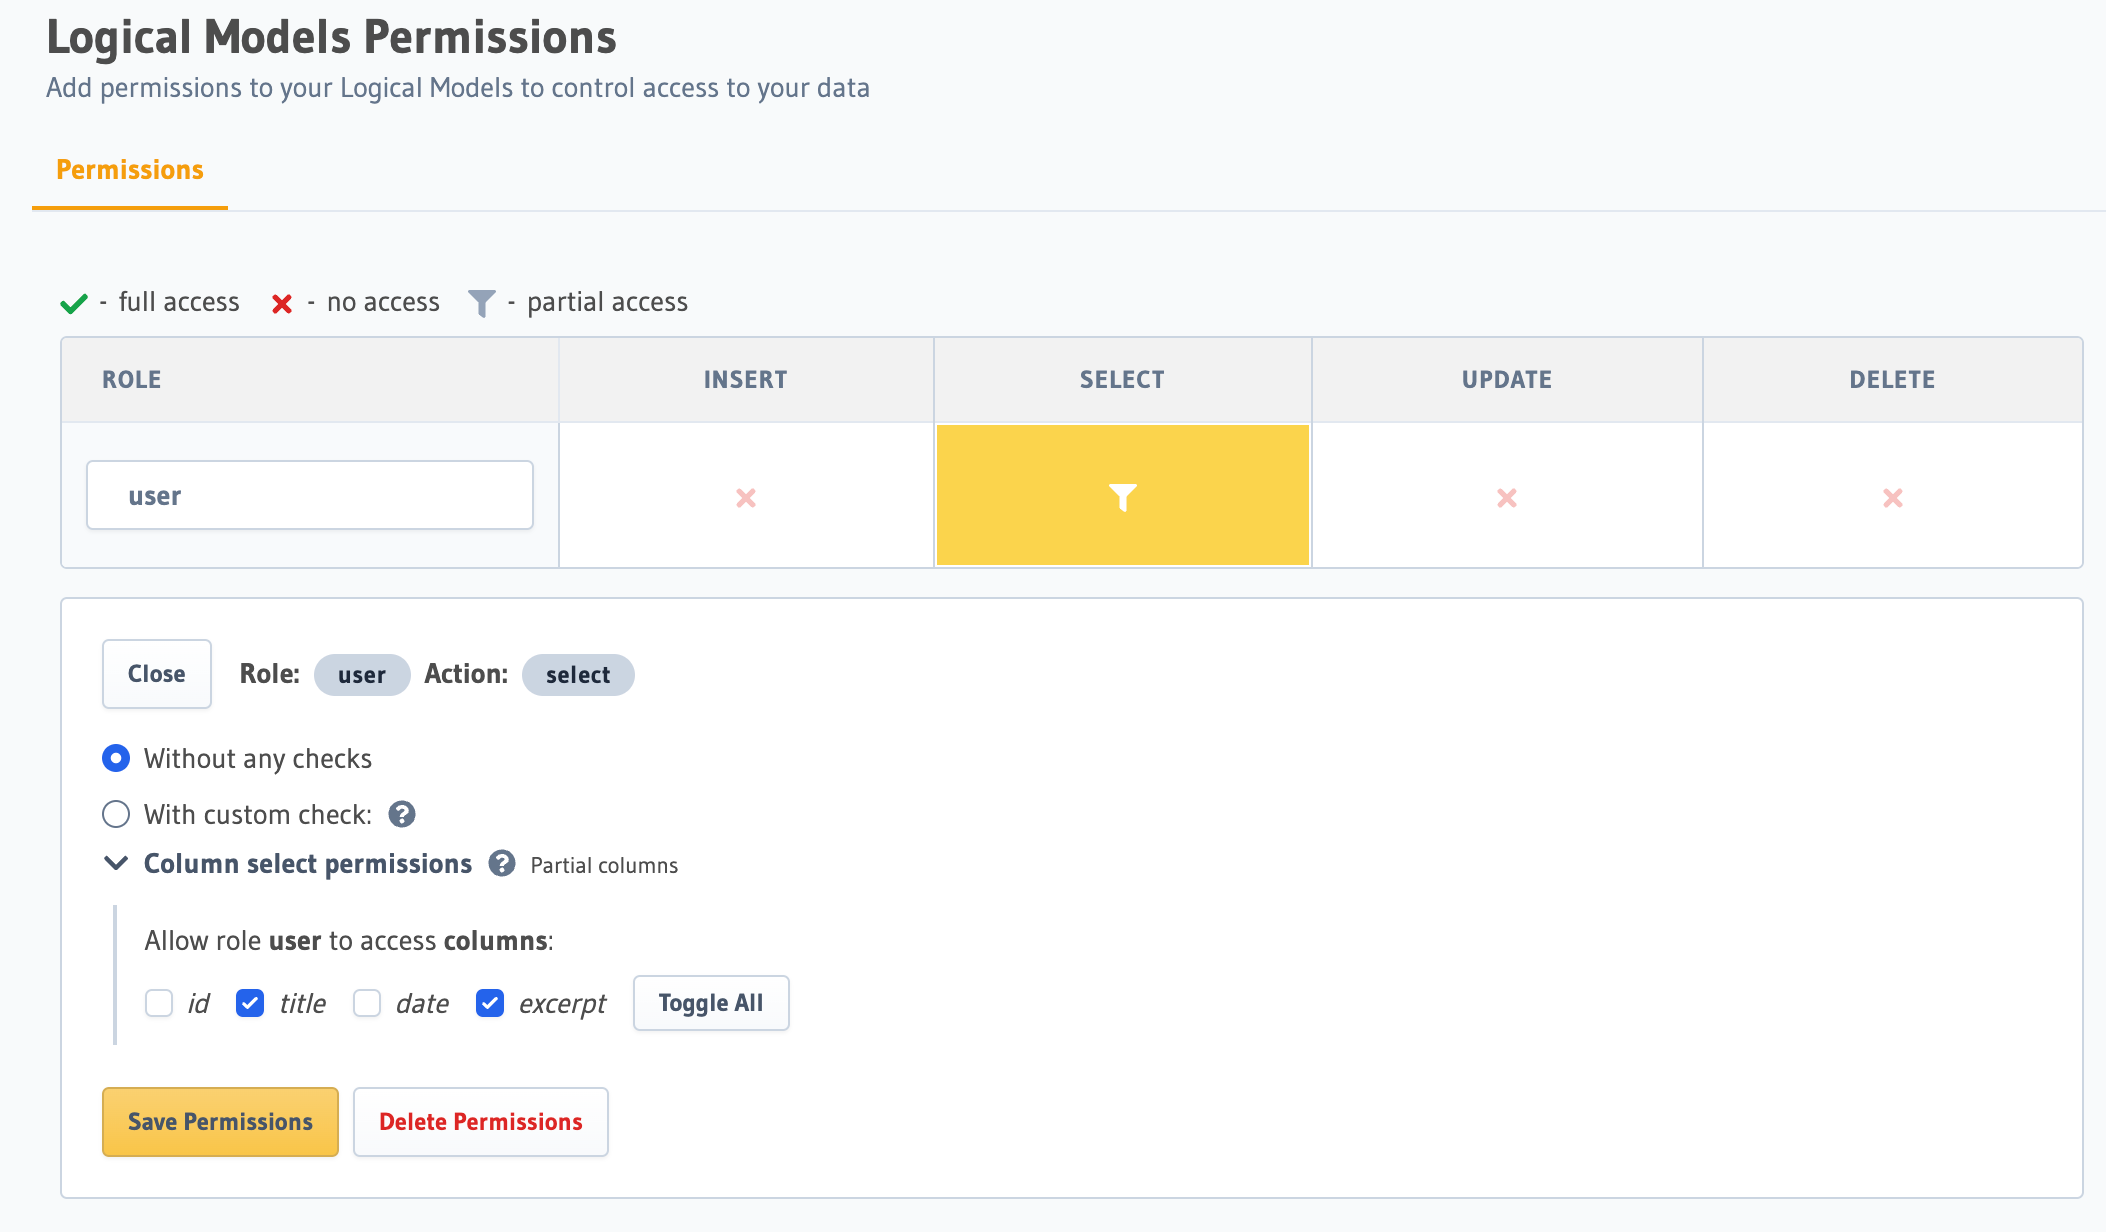 Logical Models Permissions
Add permissions to your Logical Models to control access to your data
Permissions
- full access - no access - partial access
ROLE INSERT SELECT UPDATE DELETE
user
Close Role: user Action: select
Without any checks
With custom check: ?
Column select permissions ? Partial columns
Allow role user to access columns:
id title date excerpt Toggle All
Save Permissions Delete Permissions